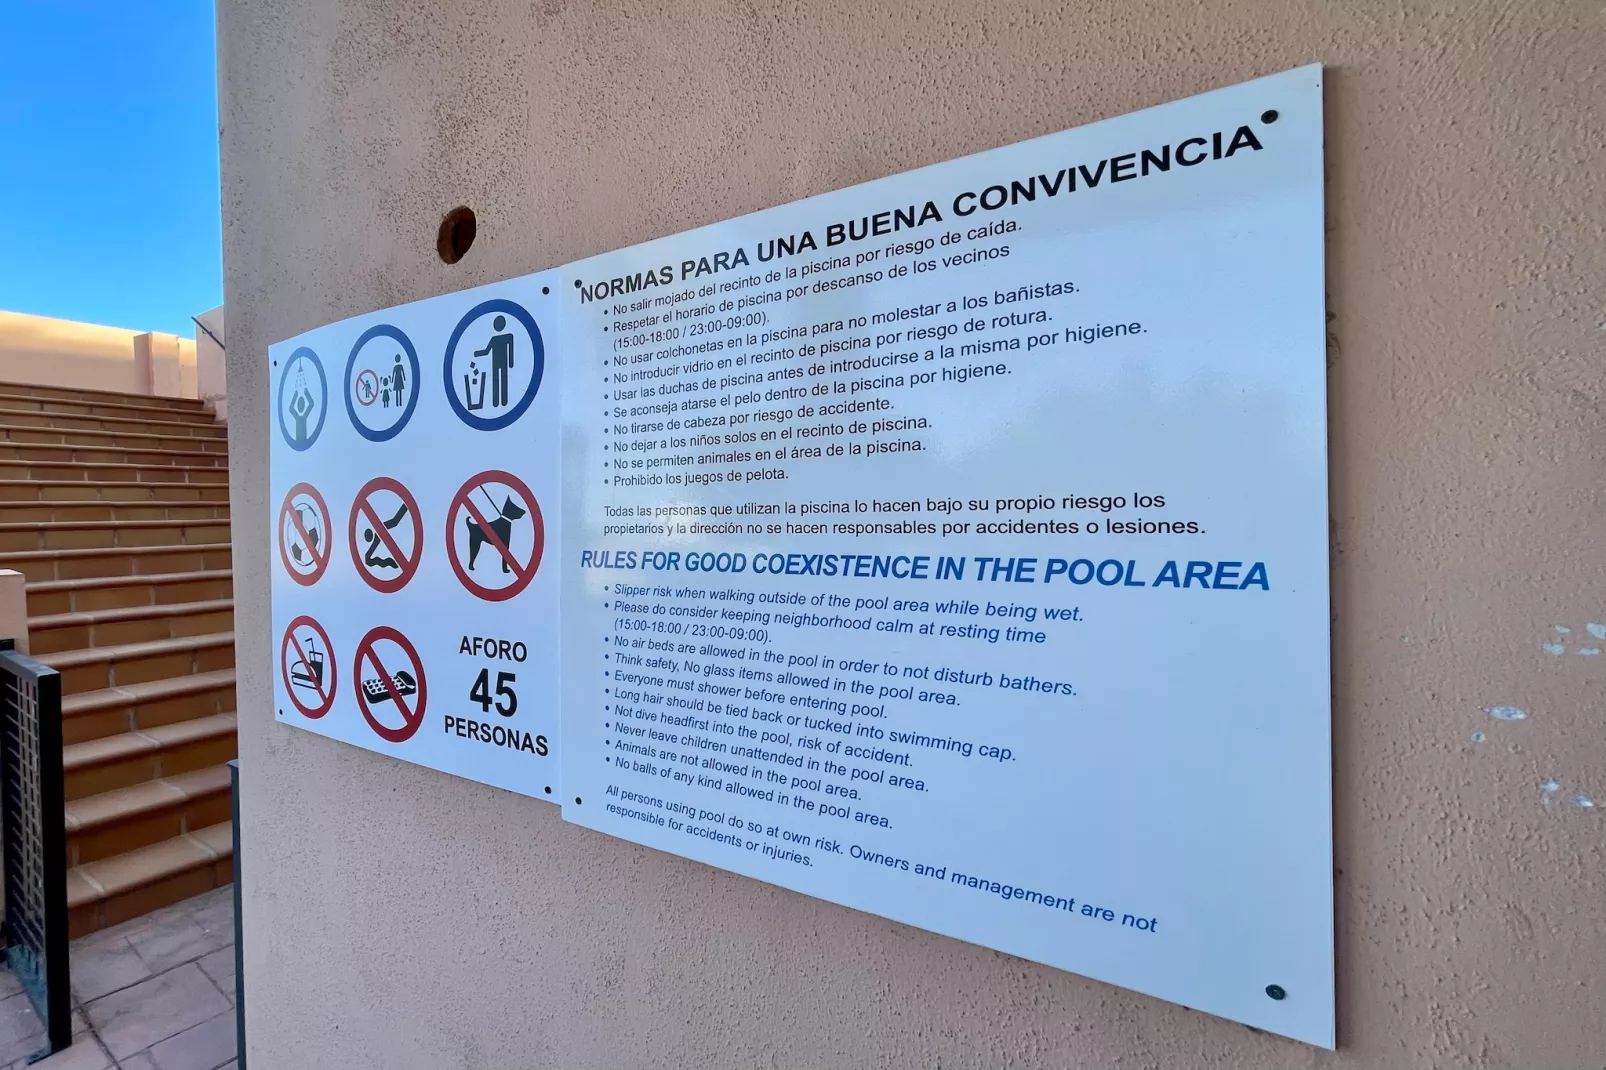 AFORO
45
PERSONAS
NORMAS PARA UNA BUENA CONVIVENCIA
• No salir mojado del recinto de la piscina por riesgo de caída.
• Respetar el horario de piscina por descanso de los vecinos
(15:00-18:00 / 23:00-09:00).
• No usar colchonetas en la piscina para no molestar a los bañistas.
• No introducir vidrio en el recinto de piscina por riesgo de rotura.
• Usar las duchas de piscina antes de introducirse a la misma por higiene.
• Se aconseja atarse el pelo dentro de la piscina por higiene.
• No tirarse de cabeza por riesgo de accidente.
• No dejar a los niños solos en el recinto de piscina.
• No se permiten animales en el área de la piscina.
• Prohibido los juegos de pelota.
Todas las personas que utilizan la piscina lo hacen bajo su propio riesgo los
propietarios y la dirección no se hacen responsables por accidentes o lesiones.
RULES FOR GOOD COEXISTENCE IN THE POOL AREA
• Slipper risk when walking outside of the pool area while being wet.
• Please do consider keeping neighborhood calm at resting time
(15:00-18:00 / 23:00-09:00).
• No air beds are allowed in the pool in order to not disturb bathers.
• Think safety, No glass items allowed in the pool area.
• Everyone must shower before entering pool.
• Long hair should be tied back or tucked into swimming cap.
• Not dive headfirst into the pool, risk of accident.
• Never leave children unattended in the pool area.
• Animals are not allowed in the pool area.
• No balls of any kind allowed in the pool area.
All persons using pool do so at own risk. Owners and management are not
responsible for accidents or injuries.